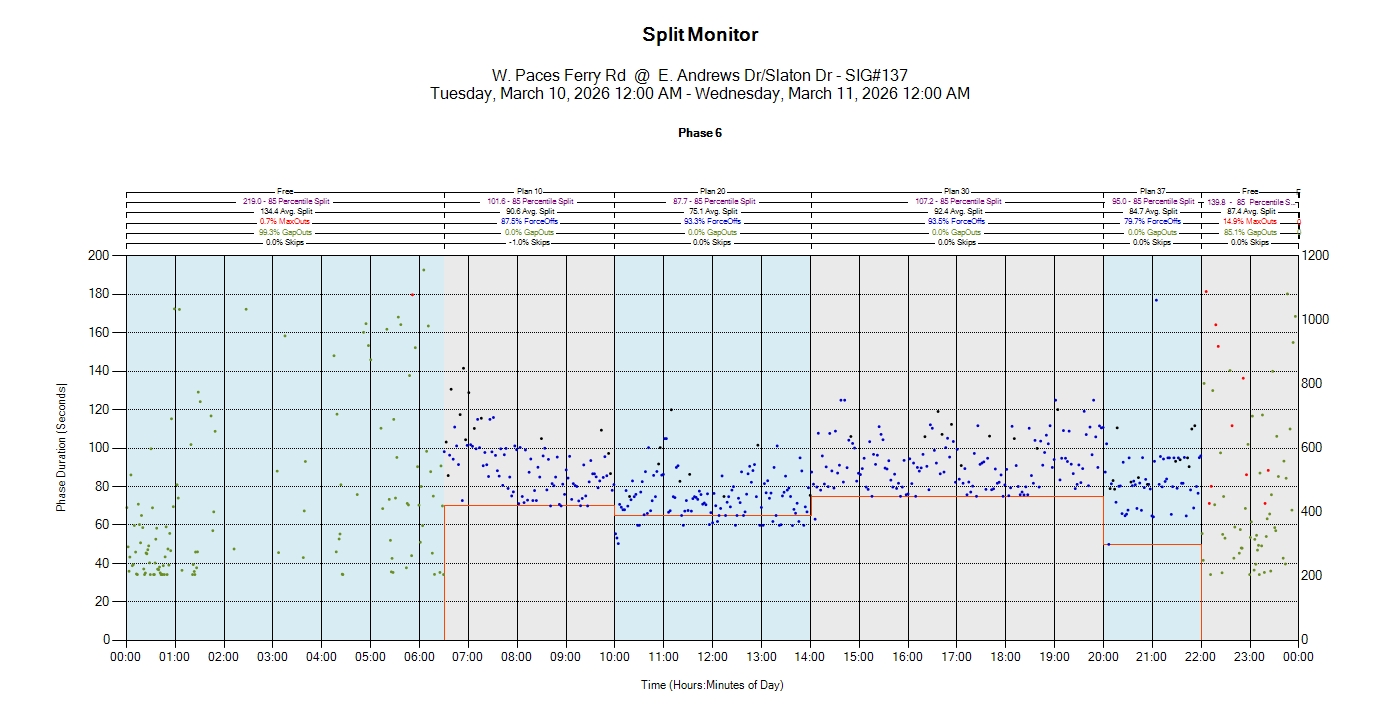 Split Monitor
W. Paces Ferry Rd @ E. Andrews Dr/Slaton Dr - SIG#137
Tuesday, March 10, 2026 12:00 AM - Wednesday, March 11, 2026 12:00 AM
Phase 6
Free Plan 10 Plan 20 Plan 30 Plan 37 Free F
219.0 - 85 Percentile Split 101.6 - 85 Percentile Split 87.7 - 85 Percentile Split 107.2 - 85 Percentile Split 95.0 - 85 Percentile Split 139.8 - 85 Percentile S...
134.4 Avg. Split 90.6 Avg. Split 75.1 Avg. Split 92.4 Avg. Split 84.7 Avg. Split 87.4 Avg. Split
0.7% MaxOuts 87.5% ForceOffs 93.3% ForceOffs 93.5% ForceOffs 79.7% ForceOffs 14.9% MaxOuts
99.3% GapOuts 0.0% GapOuts 0.0% GapOuts 0.0% GapOuts 0.0% GapOuts 85.1% GapOuts
0.0% Skips -1.0% Skips 0.0% Skips 0.0% Skips 0.0% Skips 0.0% Skips
200 1200
180
1000
160
140
800
120
100 600
80
400
60
40
200
20
0 0
Phase Duration (Seconds)
00:00 01:00 02:00 03:00 04:00 05:00 06:00 07:00 08:00 09:00 10:00 11:00 12:00 13:00 14:00 15:00 16:00 17:00 18:00 19:00 20:00 21:00 22:00 23:00 00:00
Time (Hours:Minutes of Day)